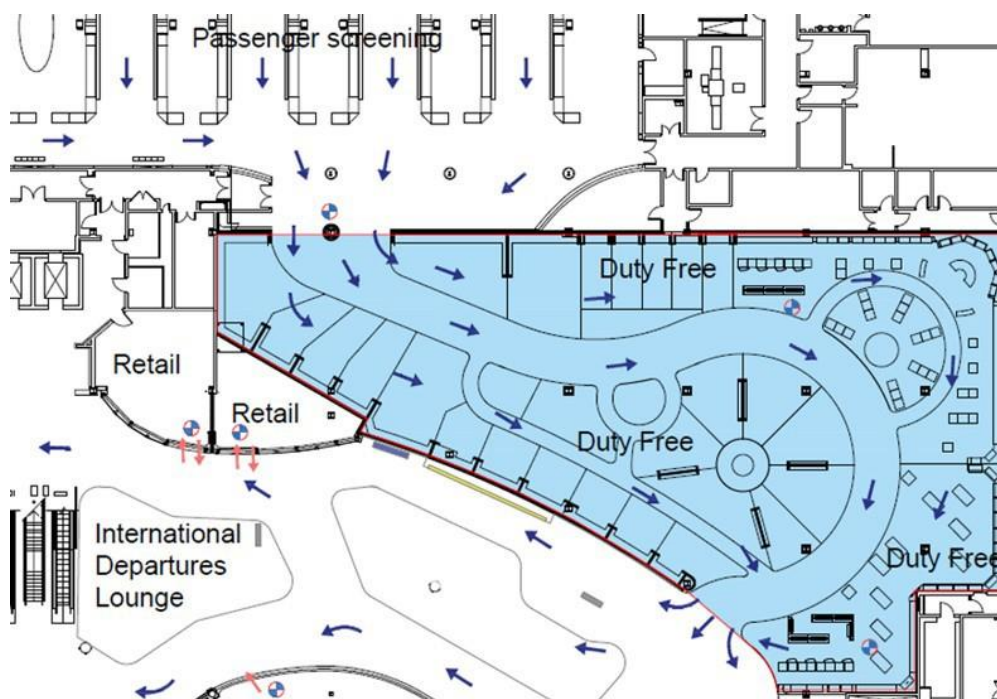 Passenger screening
Duty Free
Retail
Retail
Duty Free
International
Departures
Lounge
Duty Free